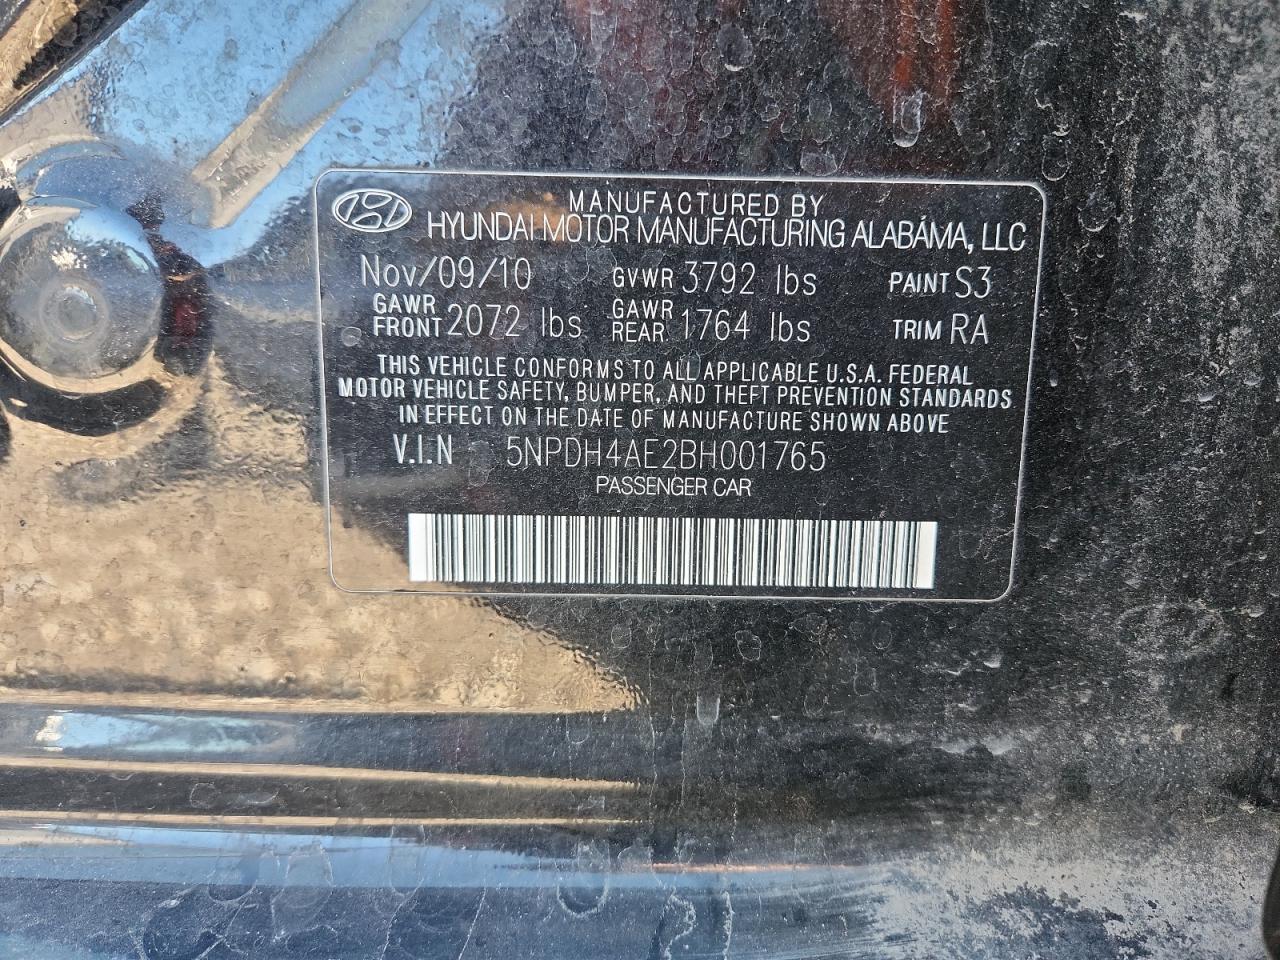 MANUFACTURED BY
HYUNDAI MOTOR MANUFACTURING ALABAMA, LLC
Nov/09/10 GVWR 3792 lbs PAINT S3
GAWR FRONT 2072 lbs GAWR REAR 1764 lbs TRIM RA
THIS VEHICLE CONFORMS TO ALL APPLICABLE U.S.A. FEDERAL
MOTOR VEHICLE SAFETY, BUMPER, AND THEFT PREVENTION STANDARDS
IN EFFECT ON THE DATE OF MANUFACTURE SHOWN ABOVE
V.I.N 5NPDH4AE2BH001765
PASSENGER CAR